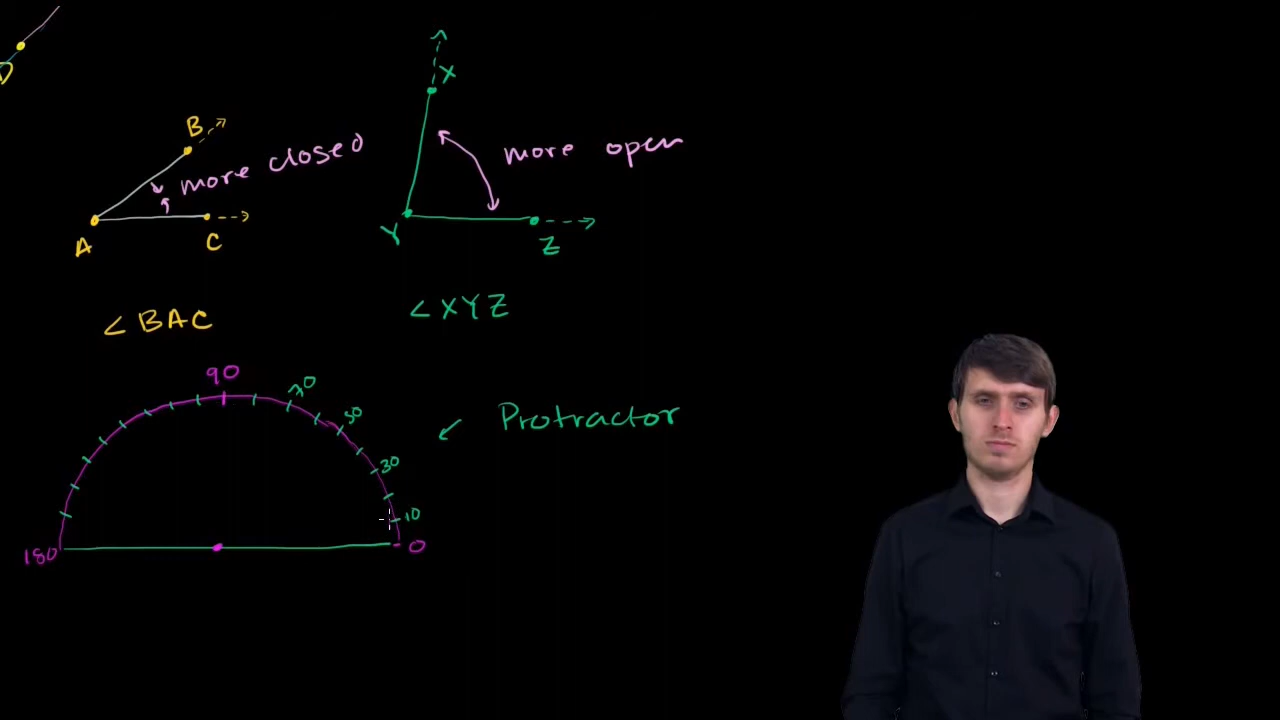 D
X
B
more closed
more open
A
C
Y
Z
<BAC
<XYZ
90
70
50
Protractor
30
10
180
0